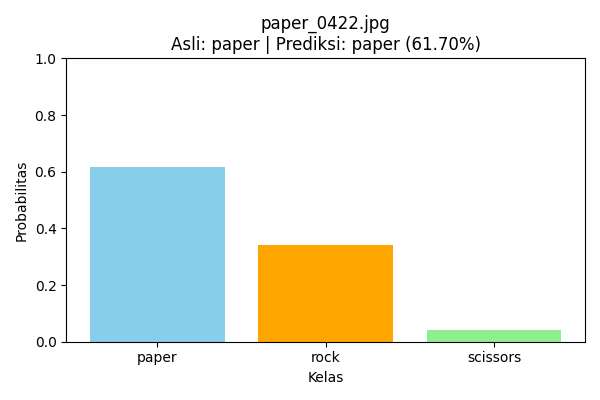 paper_0422.jpg
Asli: paper | Prediksi: paper (61.70%)
Probabilitas
1.0
0.8
0.6
0.4
0.2
0.0
paper
rock
scissors
Kelas